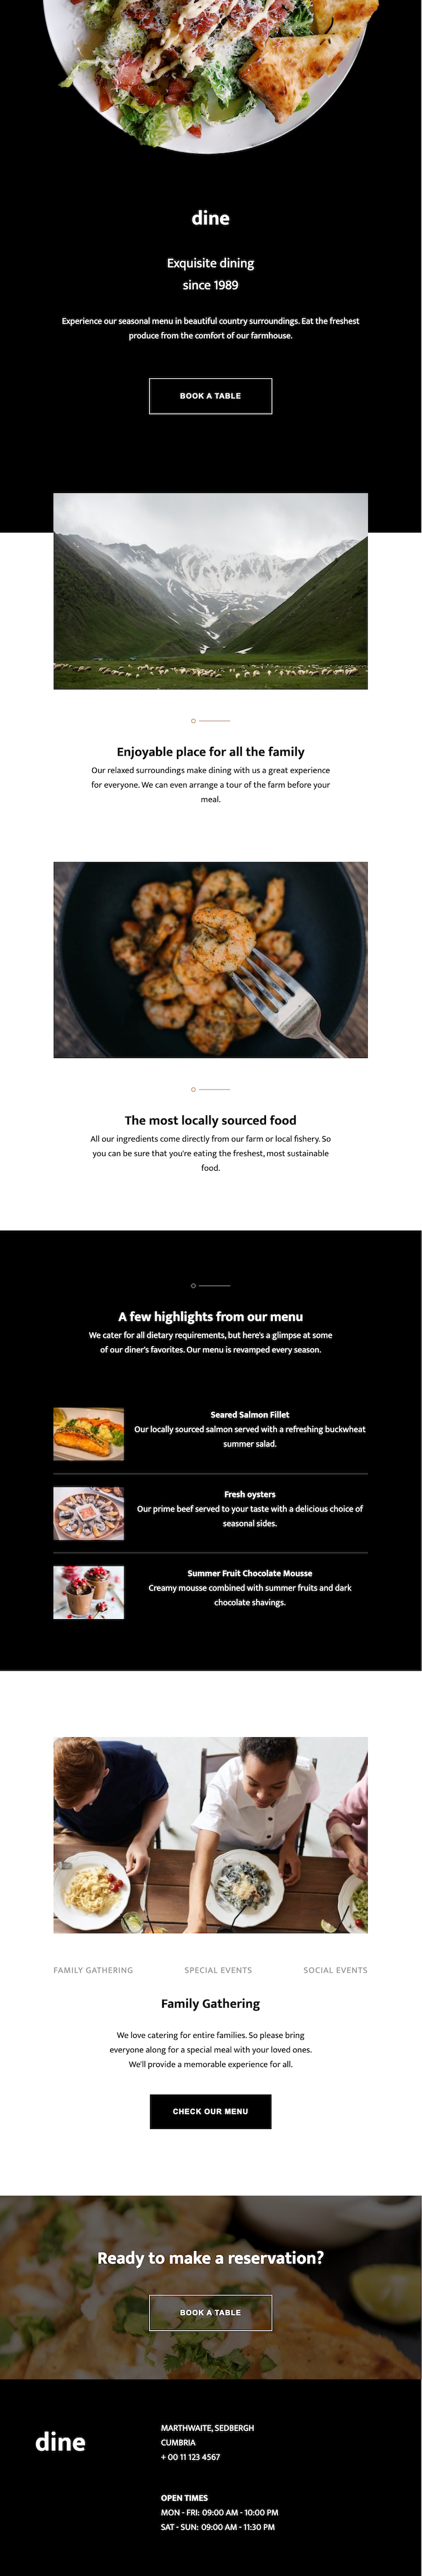 dine
Exquisite dining
since 1989
Experience our seasonal menu in beautiful country surroundings. Eat the freshest
produce from the comfort of our farmhouse.
BOOK A TABLE
Enjoyable place for all the family
Our relaxed surroundings make dining with us a great experience
for everyone. We can even arrange a tour of the farm before your
meal.
The most locally sourced food
All our ingredients come directly from our farm or local fishery. So
you can be sure that you're eating the freshest, most sustainable
food.
A few highlights from our menu
We cater for all dietary requirements, but here's a glimpse at some
of our diner's favorites. Our menu is revamped every season.
Seared Salmon Fillet
Our locally sourced salmon served with a refreshing buckwheat
summer salad.
Fresh oysters
Our prime beef served to your taste with a delicious choice of
seasonal sides.
Summer Fruit Chocolate Mousse
Creamy mousse combined with summer fruits and dark
chocolate shavings.
FAMILY GATHERING SPECIAL EVENTS SOCIAL EVENTS
Family Gathering
We love catering for entire families. So please bring
everyone along for a special meal with your loved ones.
We'll provide a memorable experience for all.
CHECK OUR MENU
Ready to make a reservation?
BOOK A TABLE
dine
MARTHWAITE, SEDBERGH
CUMBRIA
+ 00 11 123 4567
OPEN TIMES
MON - FRI: 09:00 AM - 10:00 PM
SAT - SUN: 09:00 AM - 11:30 PM